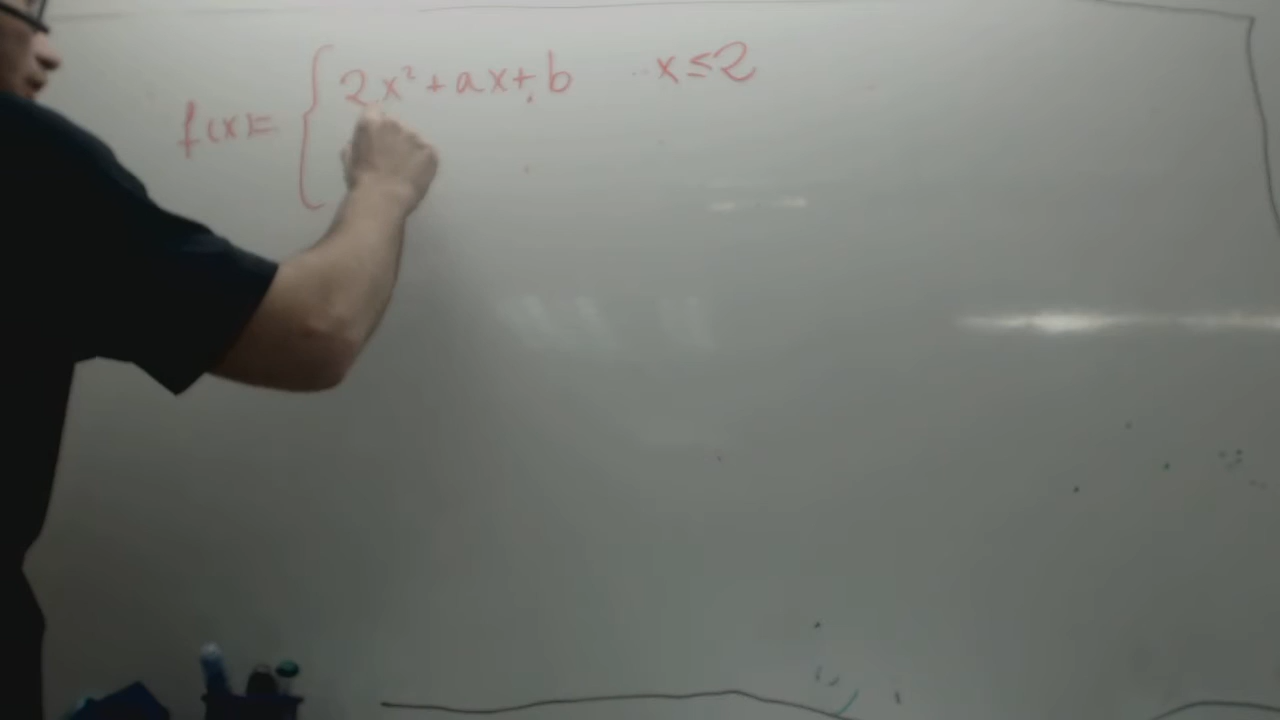 f(x)= { 2x²+ax+b x≤2